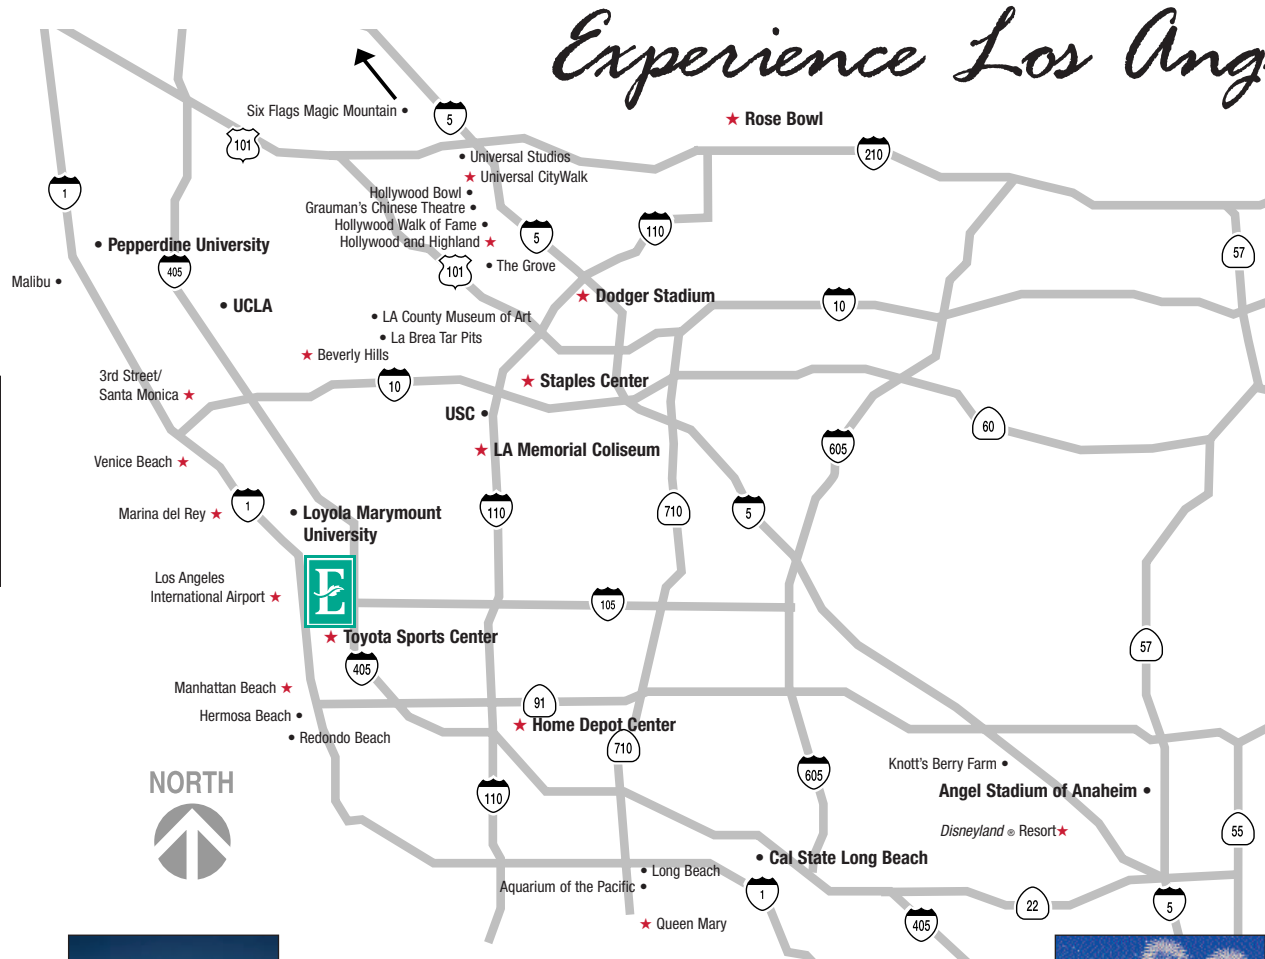 Experience Los Ang
Six Flags Magic Mountain
5
Rose Bowl
101
210
Universal Studios
1
Universal CityWalk
Hollywood Bowl
Grauman's Chinese Theatre
Hollywood Walk of Fame
110
5
Hollywood and Highland
Pepperdine University
57
The Grove
405
101
Malibu
Dodger Stadium
10
UCLA
LA County Museum of Art
La Brea Tar Pits
Beverly Hills
3rd Street/
Santa Monica
10
Staples Center
USC
60
605
LA Memorial Coliseum
Venice Beach
1
110
710
5
Marina del Rey
Loyola Marymount
University
Los Angeles
International Airport
E
105
Toyota Sports Center
57
405
Manhattan Beach
91
Hermosa Beach
Home Depot Center
Redondo Beach
710
Knott's Berry Farm
605
NORTH
110
Angel Stadium of Anaheim
Disneyland ® Resort
55
Cal State Long Beach
Long Beach
Aquarium of the Pacific
1
22
5
Queen Mary
405